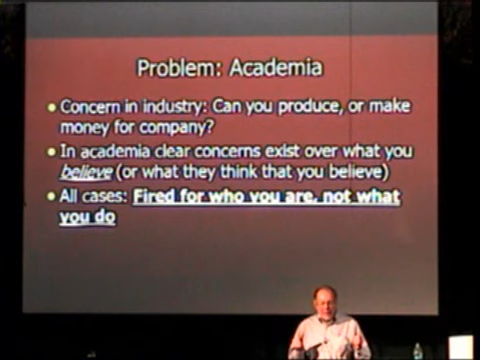 Problem: Academia
Concern in industry: Can you produce, or make
money for company?
In academia clear concerns exist over what you
believe (or what they think that you believe)
All cases: Fired for who you are, not what
you do